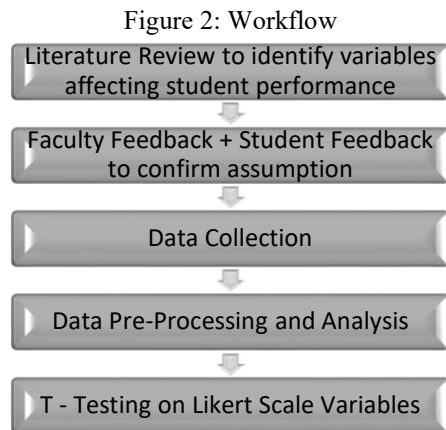 Figure 2: Workflow
Literature Review to identify variables
affecting student performance
Faculty Feedback + Student Feedback
to confirm assumption
Data Collection
Data Pre-Processing and Analysis
T - Testing on Likert Scale Variables